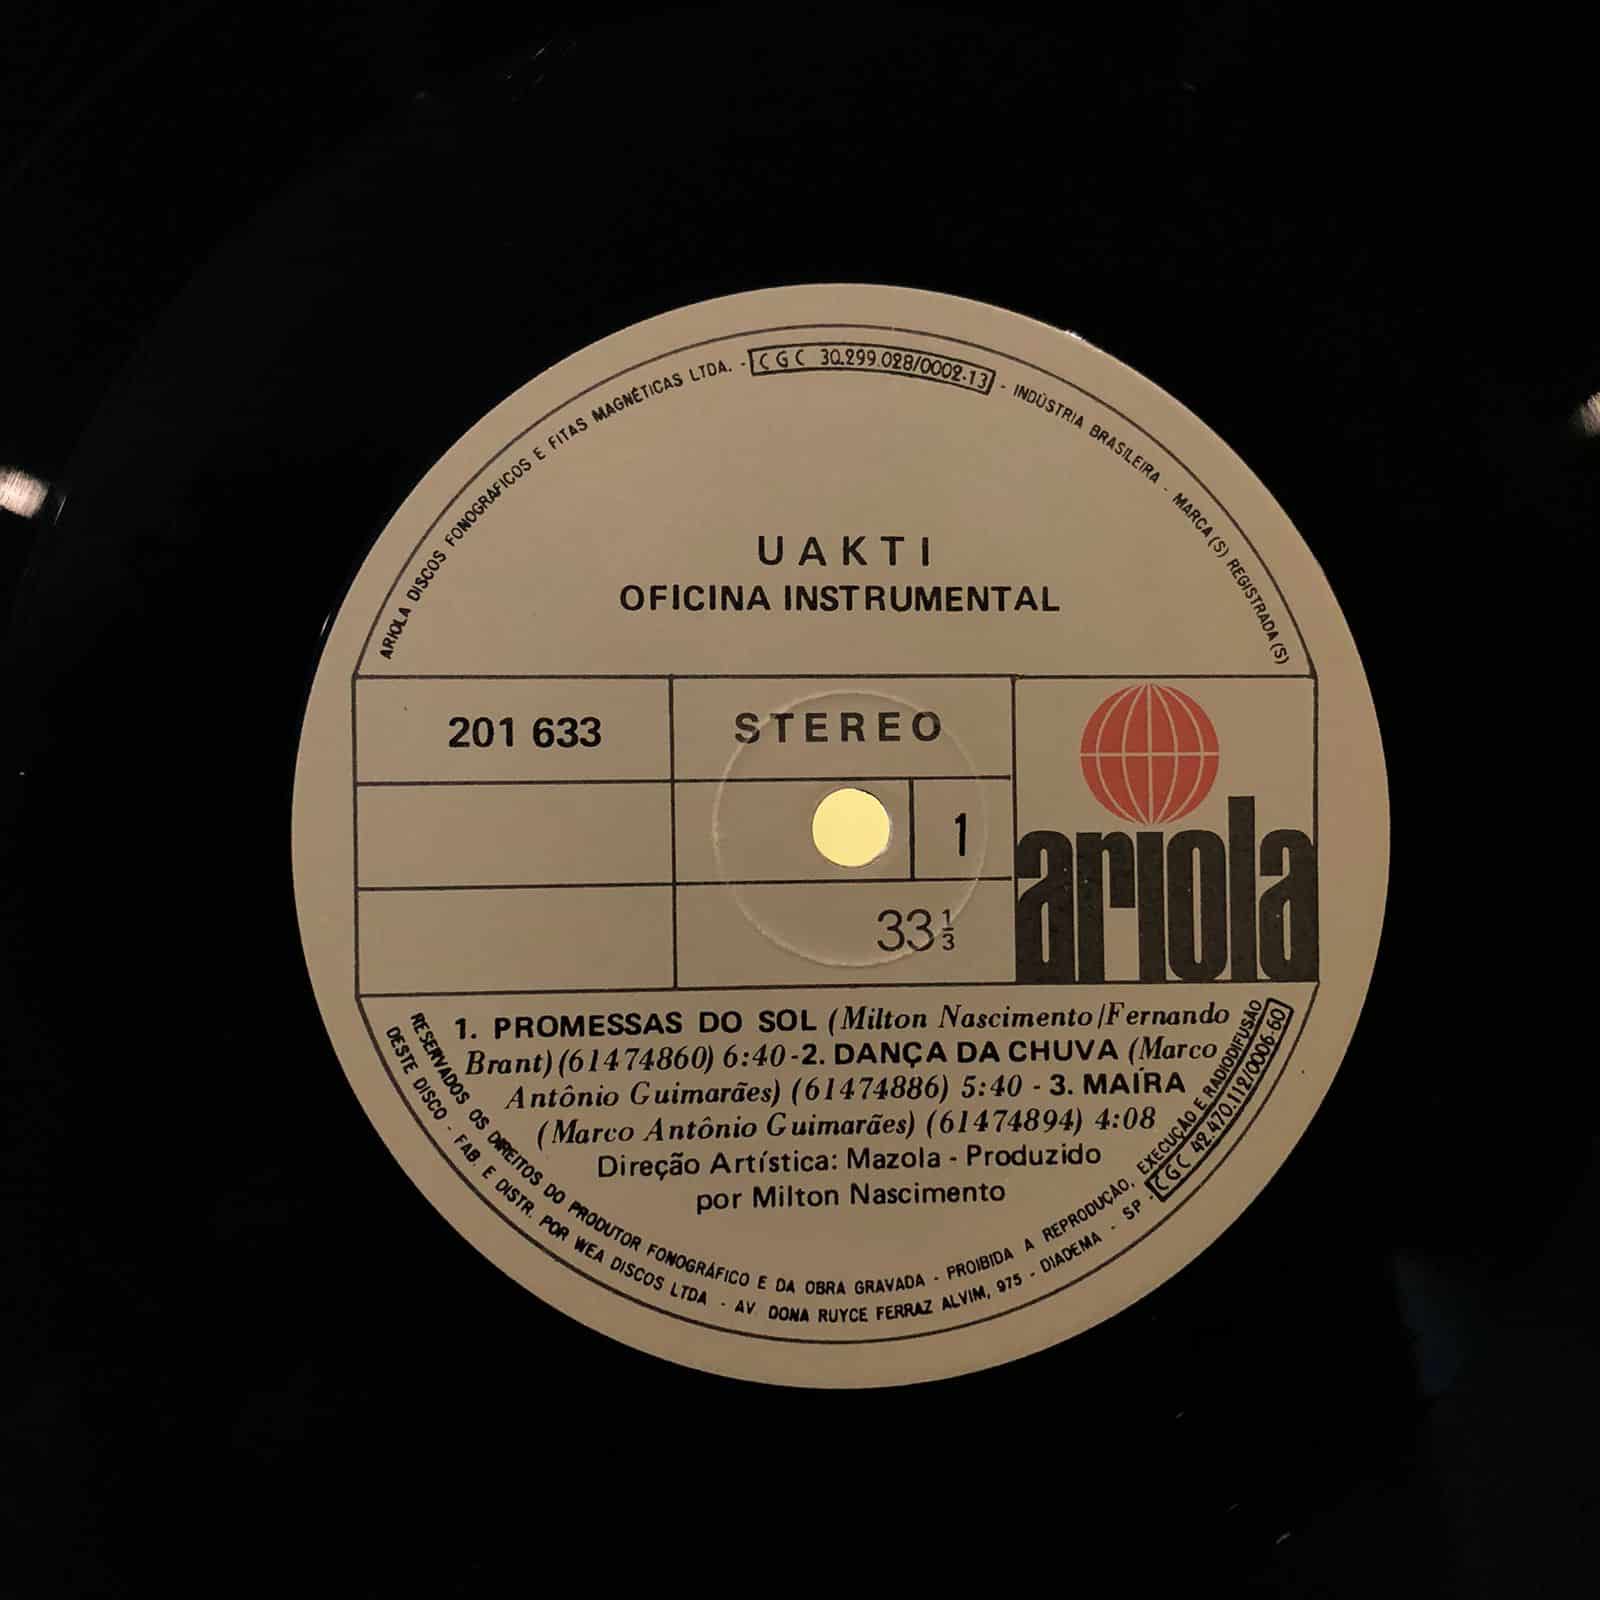 ARIOLA DISCOS FONOGRÁFICOS E FITAS MAGNÉTICAS LTDA. - CGC 30.299.028/0002-13 - INDÚSTRIA BRASILEIRA - MARCA (S) REGISTRADA (S)
UAKTI
OFICINA INSTRUMENTAL
201 633
STEREO
1
33 1/3
ariola
1. PROMESSAS DO SOL (Milton Nascimento/Fernando
Brant) (61474860) 6:40 - 2. DANÇA DA CHUVA (Marco
Antônio Guimarães) (61474886) 5:40 - 3. MAÍRA
(Marco Antônio Guimarães) (61474894) 4:08
Direção Artística: Mazola - Produzido
por Milton Nascimento
RESERVADOS OS DIREITOS DO PRODUTOR FONOGRÁFICO E DA OBRA GRAVADA - PROIBIDA A REPRODUÇÃO, EXECUÇÃO E RADIODIFUSÃO
DESTE DISCO - FAB. E DISTR. POR WEA DISCOS LTDA - AV. DONA RUYCE FERRAZ ALVIM, 975 - DIADEMA - SP - CGC 42.470.112/0006-60